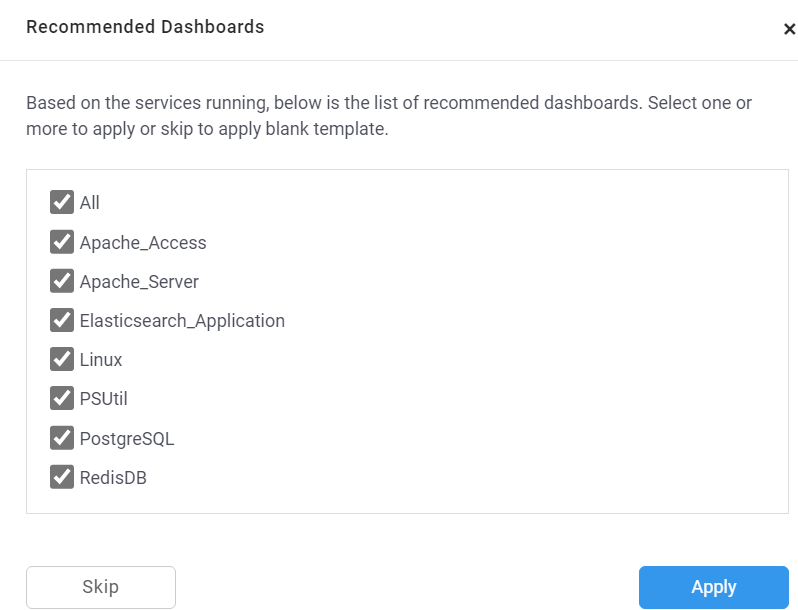 Recommended Dashboards
Based on the services running, below is the list of recommended dashboards. Select one or
more to apply or skip to apply blank template.
All
Apache_Access
Apache_Server
Elasticsearch_Application
Linux
PSUtil
PostgreSQL
RedisDB
Skip
Apply